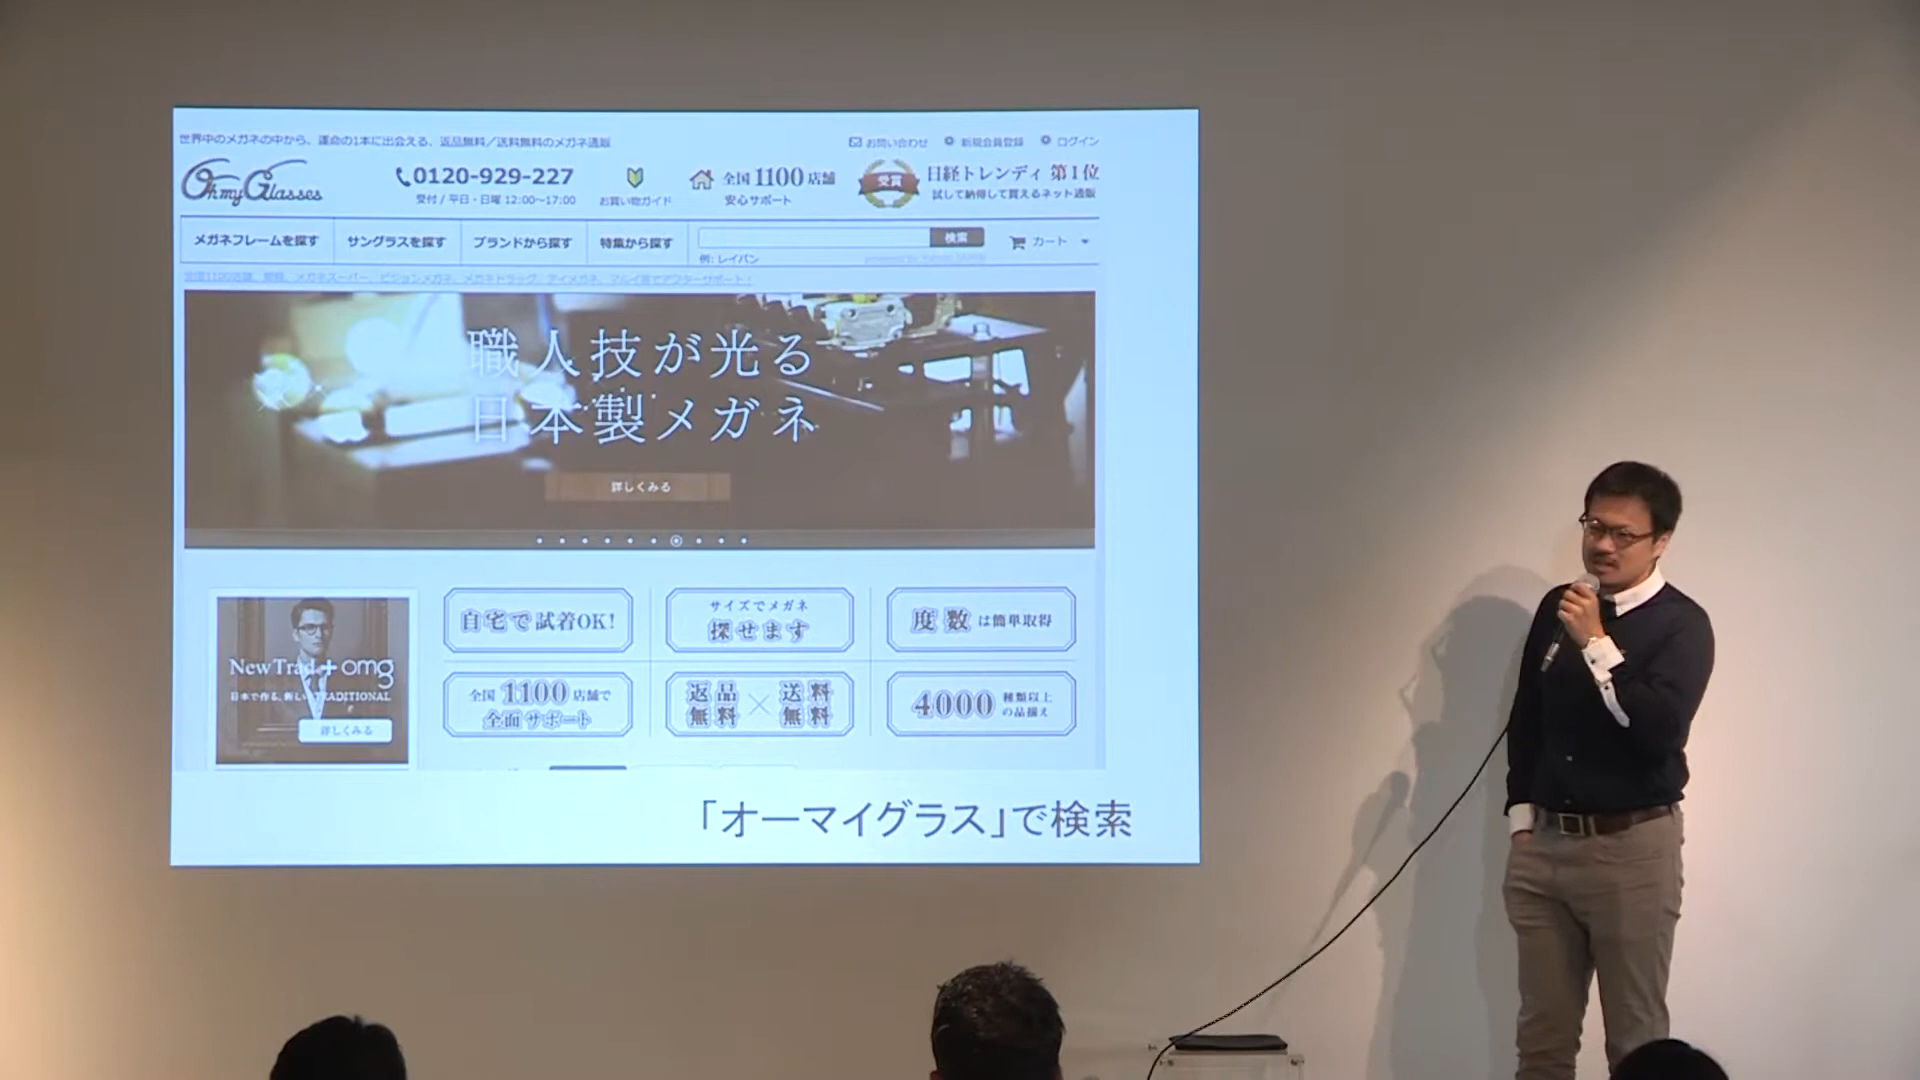 世界中のメガネの中から、運命の1本に出会える、返品無料／送料無料のメガネ通販
お問い合わせ 新規会員登録 ログイン
Oh my Glasses
0120-929-227
受付 / 平日・日曜 12:00～17:00
お買い物ガイド
全国1100店舗
安心サポート
受賞
日経トレンディ 第1位
試して納得して買えるネット通販
メガネフレームを探す サングラスを探す ブランドから探す 特集から探す 検索 カート
例: レイバン
職人技が光る
日本製メガネ
詳しくみる
NewTrad+omg
日本で作る、新しいTRADITIONAL
詳しくみる
自宅で試着OK!
サイズでメガネ
探せます
度数は簡単取得
全国1100店舗で
全面サポート
返品無料×送料無料
4000種類以上の品揃え
「オーマイグラス」で検索